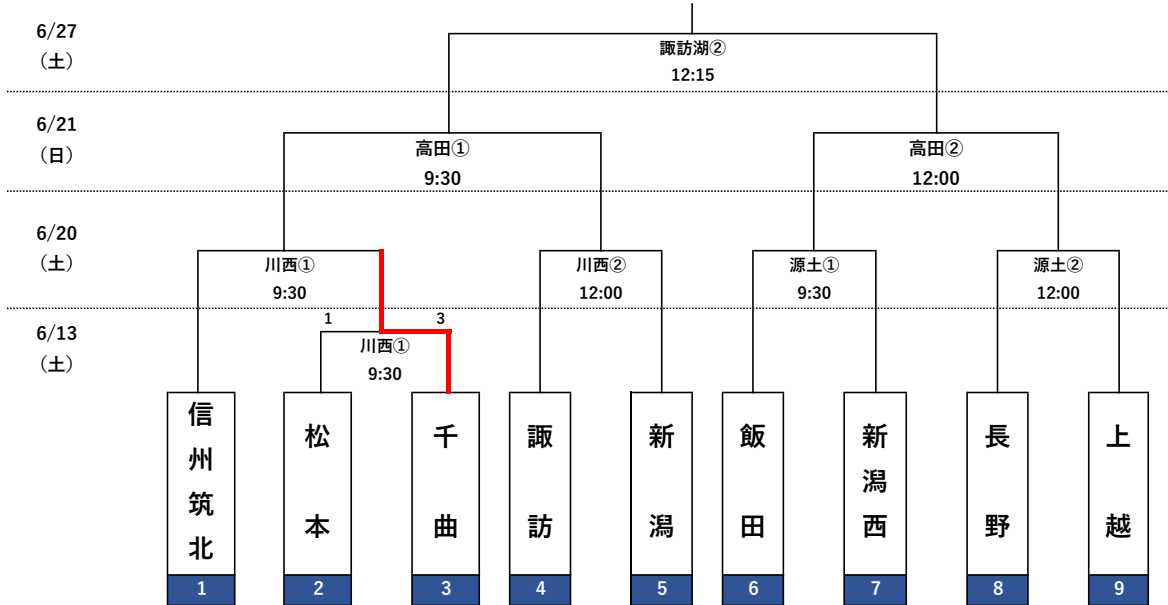 6/27
（土）
諏訪湖②
12:15
6/21
（日）
高田①
9:30
高田②
12:00
6/20
（土）
川西①
9:30
川西②
12:00
源土①
9:30
源土②
12:00
6/13
（土）
1
3
川西①
9:30
信州筑北
松本
千曲
諏訪
新潟
飯田
新潟西
長野
上越
1
2
3
4
5
6
7
8
9